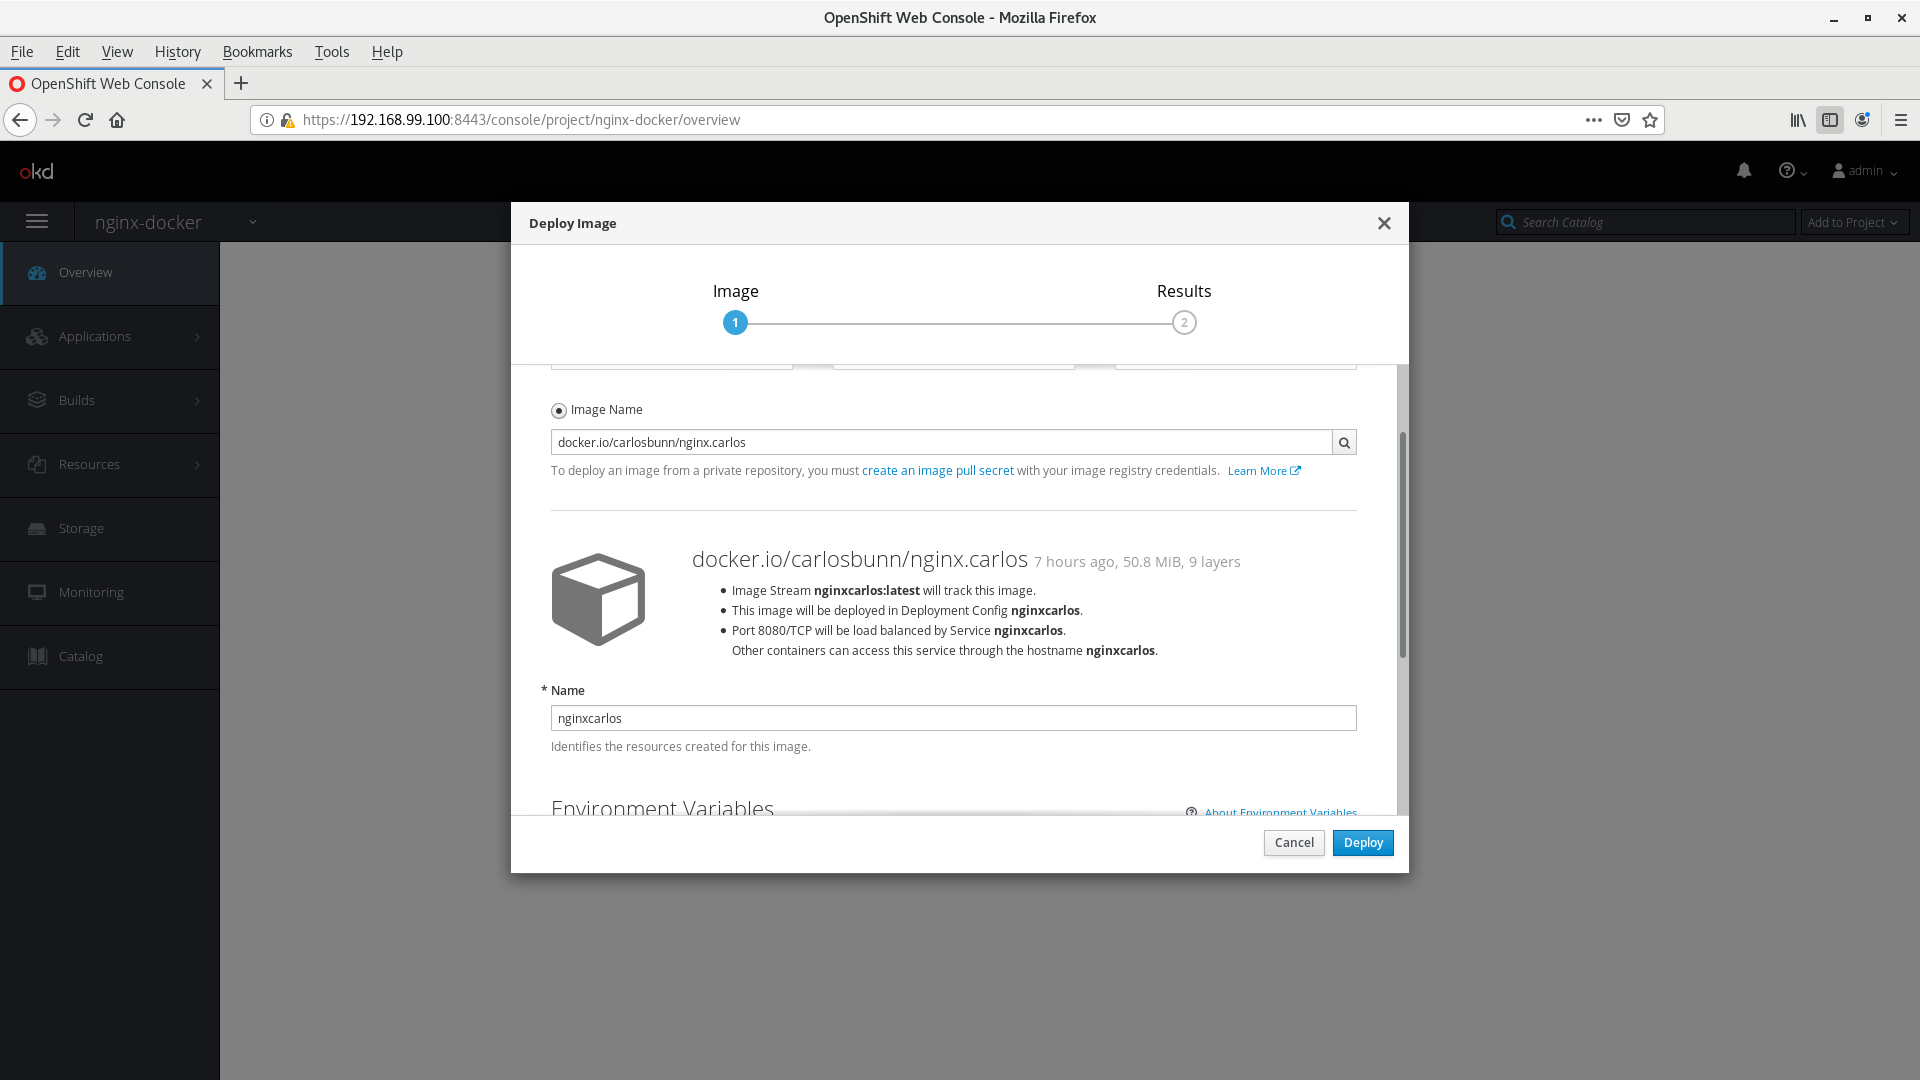 OpenShift Web Console - Mozilla Firefox
File Edit View History Bookmarks Tools Help
OpenShift Web Console
https://192.168.99.100:8443/console/project/nginx-docker/overview
okd
admin
nginx-docker
Search Catalog
Add to Project
Overview
Applications
Builds
Resources
Storage
Monitoring
Catalog
Deploy Image
Image
Results
1
2
Image Name
docker.io/carlosbunn/nginx.carlos
To deploy an image from a private repository, you must create an image pull secret with your image registry credentials. Learn More
docker.io/carlosbunn/nginx.carlos 7 hours ago, 50.8 MiB, 9 layers
• Image Stream nginxcarlos:latest will track this image.
• This image will be deployed in Deployment Config nginxcarlos.
• Port 8080/TCP will be load balanced by Service nginxcarlos.
Other containers can access this service through the hostname nginxcarlos.
* Name
nginxcarlos
Identifies the resources created for this image.
Environment Variables
About Environment Variables
Cancel
Deploy